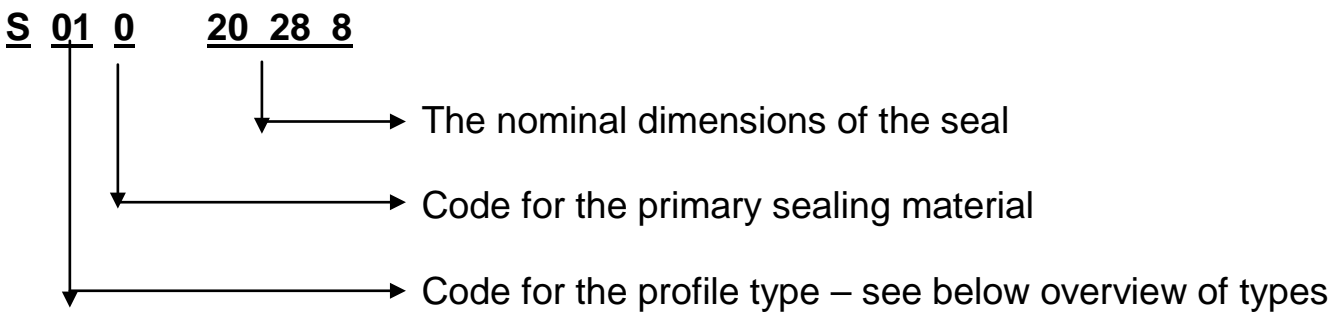 S 01 0 20 28 8
The nominal dimensions of the seal
Code for the primary sealing material
Code for the profile type – see below overview of types